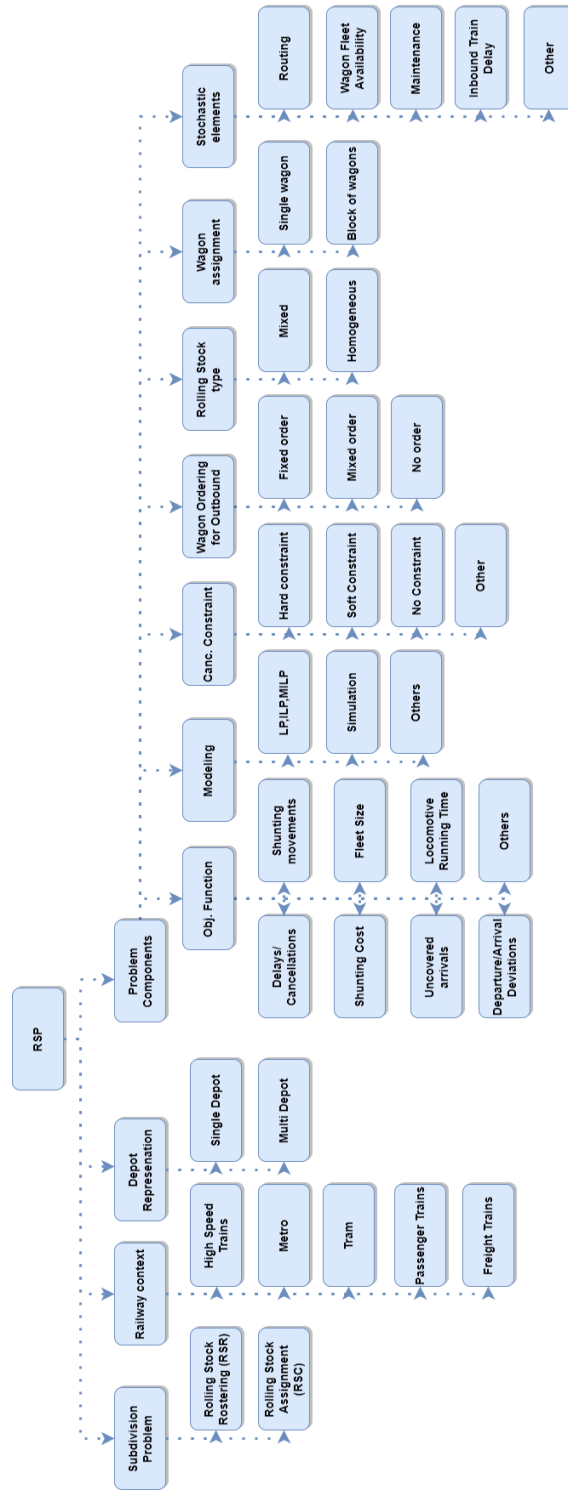 RSP
Subdivision
Problem
Railway context
Depot
Represenation
Problem
Components
Rolling Stock
Rostering (RSR)
Rolling Stock
Assignment
(RSC)
High Speed
Trains
Metro
Tram
Passenger Trains
Freight Trains
Single Depot
Multi Depot
Obj. Function
Modeling
Canc. Constraint
Wagon Ordering
for Outbound
Rolling Stock
type
Wagon
assignment
Stochastic
elements
Delays/
Cancellations
Shunting Cost
Uncovered
arrivals
Departure/Arrival
Deviations
Shunting
movements
Fleet Size
Locomotive
Running Time
Others
LP,ILP,MILP
Simulation
Others
Hard constraint
Soft Constraint
No Constraint
Other
Fixed order
Mixed order
No order
Mixed
Homogeneous
Single wagon
Block of wagons
Routing
Wagon Fleet
Availability
Maintenance
Inbound Train
Delay
Other